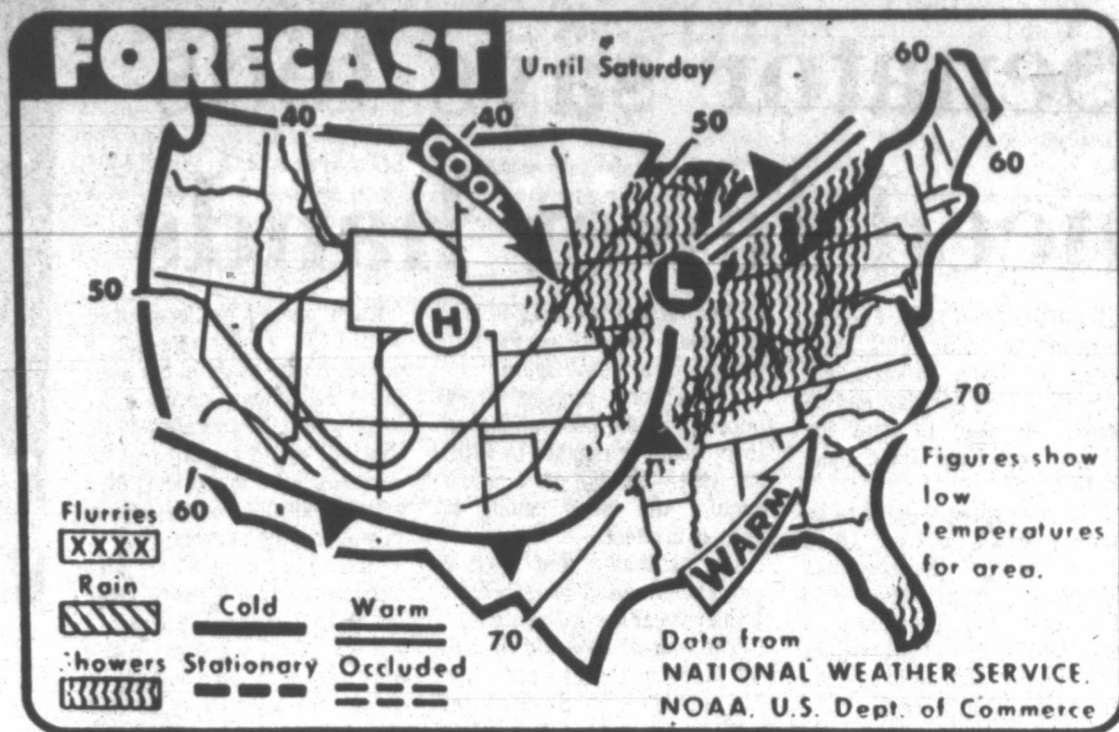 FORECAST
Until Saturday
60
40
40
50
COOL
60
50
H
L
70
Figures show
low
temperatures
for area.
60
WARM
Flurries
XXXX
Rain
Cold
Warm
70
Showers
Stationary
Occluded
Data from
NATIONAL WEATHER SERVICE.
NOAA. U.S. Dept. of Commerce